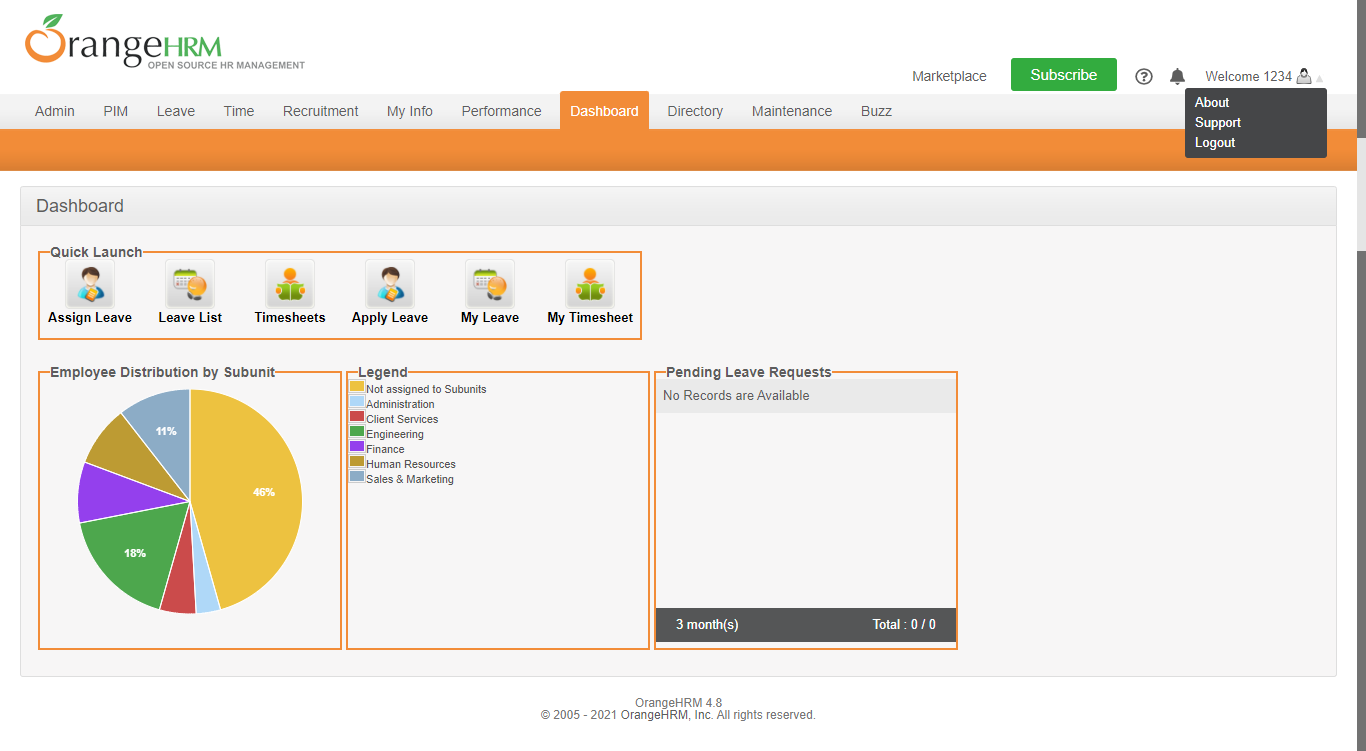 OrangeHRM
OPEN SOURCE HR MANAGEMENT
Marketplace Subscribe Welcome 1234
Admin PIM Leave Time Recruitment My Info Performance Dashboard Directory Maintenance Buzz
About
Support
Logout
Dashboard
Quick Launch
Assign Leave Leave List Timesheets Apply Leave My Leave My Timesheet
Employee Distribution by Subunit
11%
46%
18%
Legend
Not assigned to Subunits
Administration
Client Services
Engineering
Finance
Human Resources
Sales & Marketing
Pending Leave Requests
No Records are Available
3 month(s) Total : 0 / 0
OrangeHRM 4.8
© 2005 - 2021 OrangeHRM, Inc. All rights reserved.